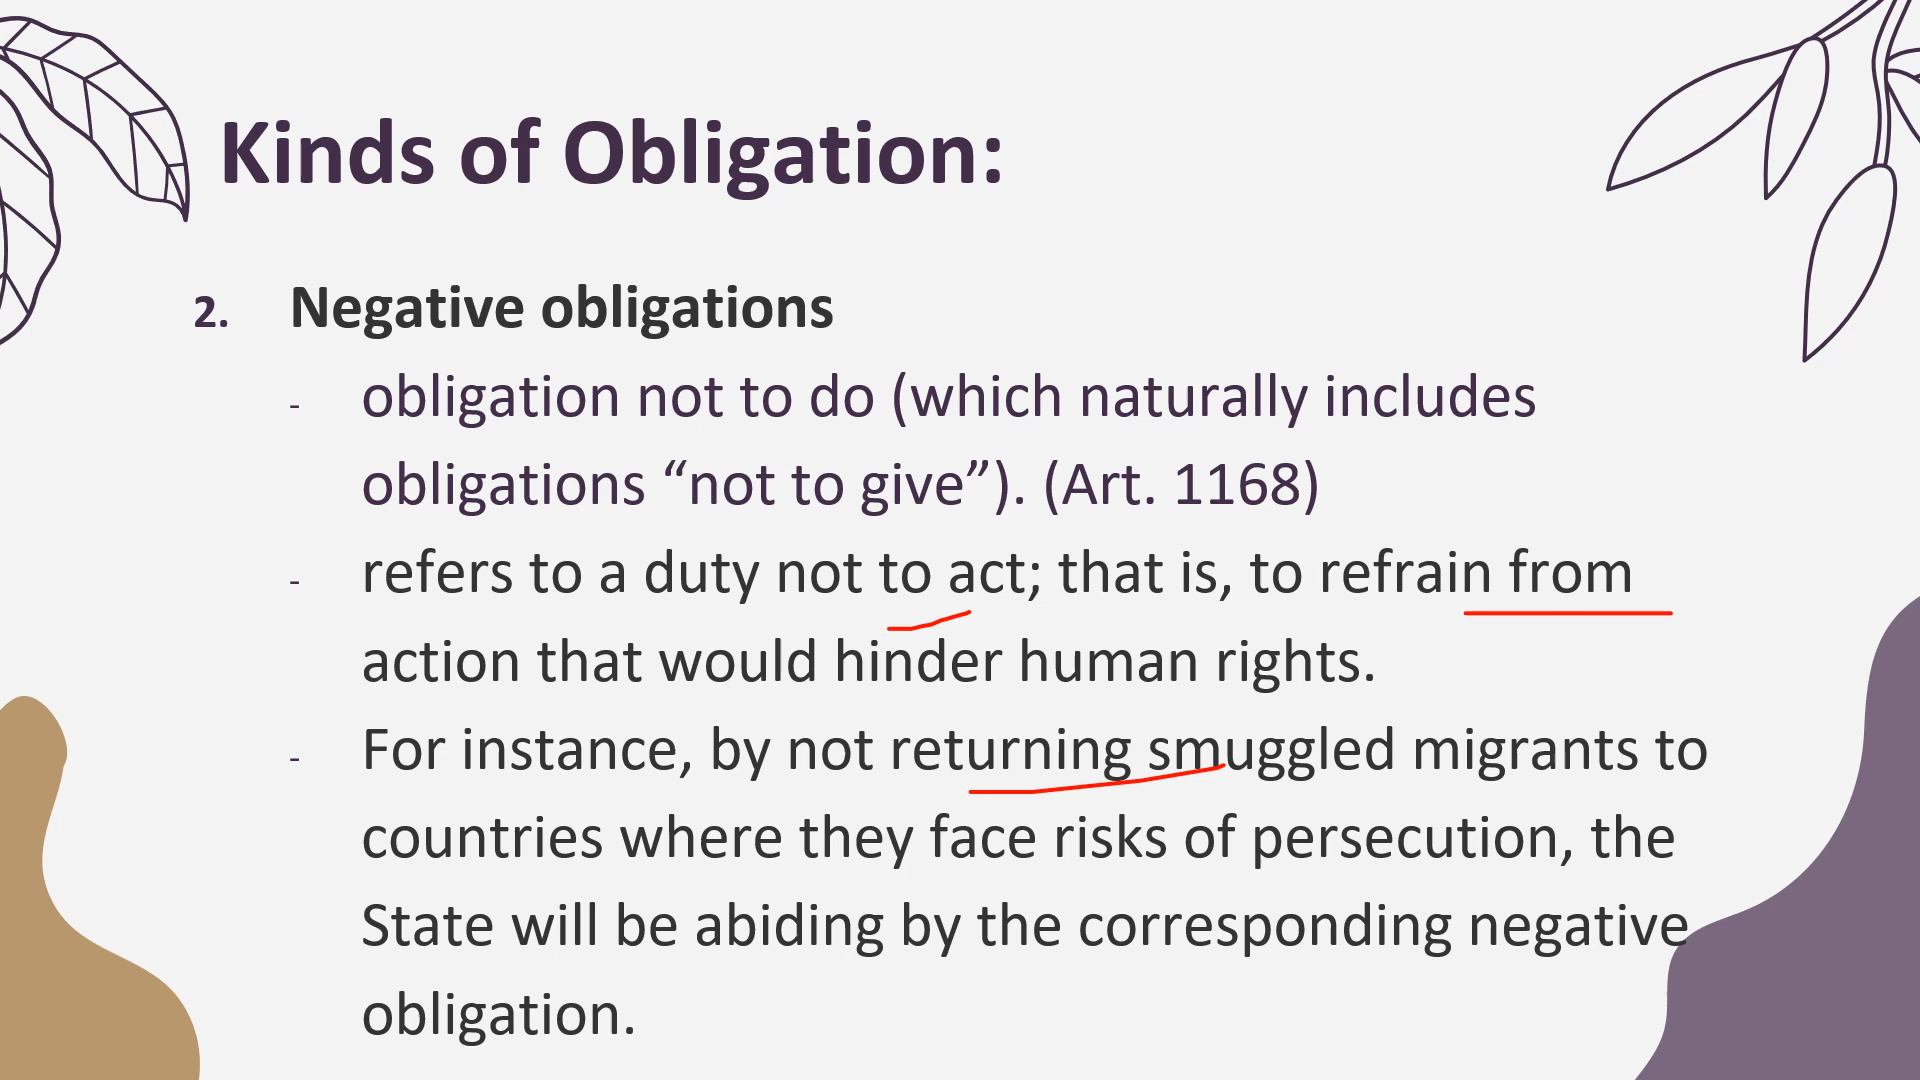 Kinds of Obligation:
2. Negative obligations
- obligation not to do (which naturally includes
obligations “not to give”). (Art. 1168)
- refers to a duty not to act; that is, to refrain from
action that would hinder human rights.
- For instance, by not returning smuggled migrants to
countries where they face risks of persecution, the
State will be abiding by the corresponding negative
obligation.